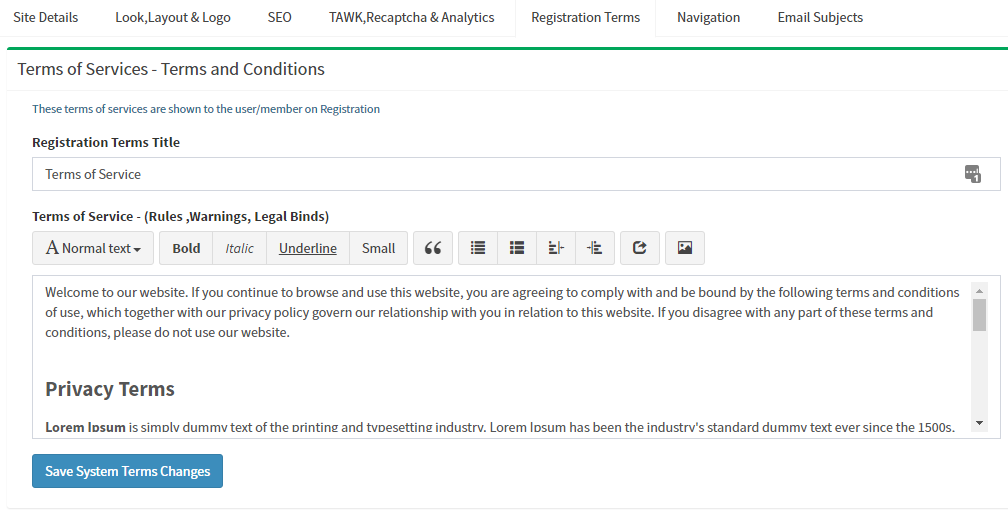 Site Details Look,Layout & Logo SEO TAWK,Recaptcha & Analytics Registration Terms Navigation Email Subjects
Terms of Services - Terms and Conditions
These terms of services are shown to the user/member on Registration
Registration Terms Title
Terms of Service
1
Terms of Service - (Rules ,Warnings, Legal Binds)
A Normal text Bold Italic Underline Small
Welcome to our website. If you continue to browse and use this website, you are agreeing to comply with and be bound by the following terms and conditions
of use, which together with our privacy policy govern our relationship with you in relation to this website. If you disagree with any part of these terms and
conditions, please do not use our website.
Privacy Terms
Lorem Ipsum is simply dummy text of the printing and typesetting industry. Lorem Ipsum has been the industry's standard dummy text ever since the 1500s,
Save System Terms Changes